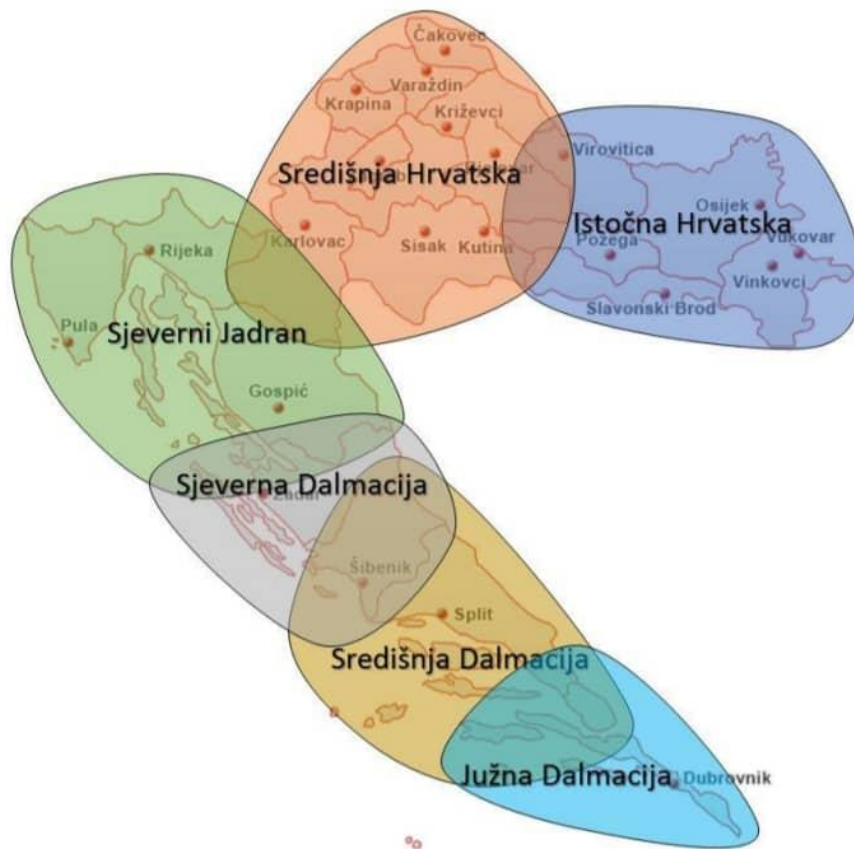 Čakovec
Varaždin
Krapina
Križevci
Virovitica
Središnja Hrvatska
Osijek
Istočna Hrvatska
Karlovac
Sisak
Kutina
Požega
Vukovar
Vinkovci
Slavonski Brod
Rijeka
Pula
Sjeverni Jadran
Gospić
Sjeverna Dalmacija
Zadar
Šibenik
Split
Središnja Dalmacija
Južna Dalmacija
Dubrovnik